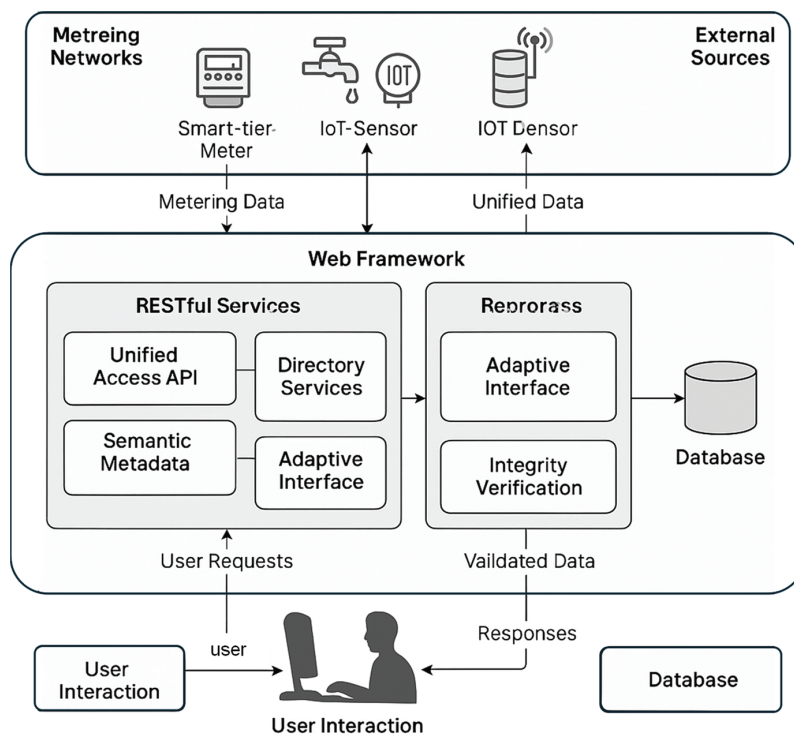 Metreing
Networks
External
Sources
IOT
Smart-tier-
Meter
IoT-Sensor
IOT Densor
Metering Data
Unified Data
Web Framework
RESTful Services
Reprorass
Unified
Access API
Directory
Services
Adaptive
Interface
Semantic
Metadata
Adaptive
Interface
Integrity
Verification
Database
User Requests
Vaildated Data
user
Responses
User
Interaction
User Interaction
Database